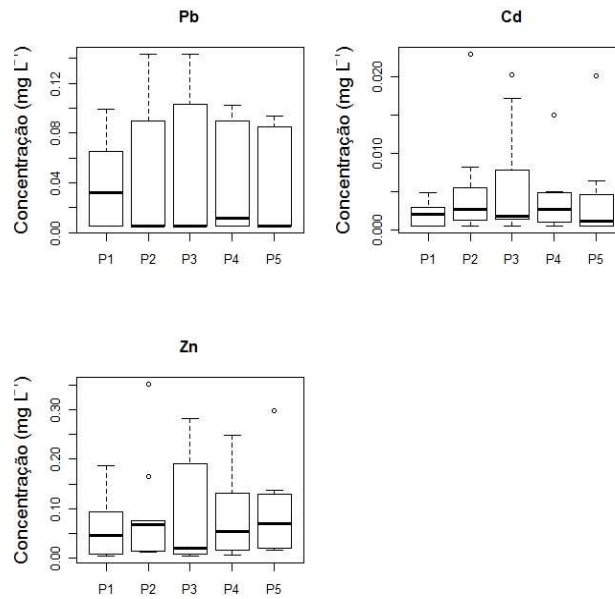 Pb
Concentração (mg L⁻¹)
0.12
0.08
0.04
0.00
P1 P2 P3 P4 P5
Cd
Concentração (mg L⁻¹)
0.020
0.010
0.000
P1 P2 P3 P4 P5
Zn
Concentração (mg L⁻¹)
0.30
0.20
0.10
0.00
P1 P2 P3 P4 P5